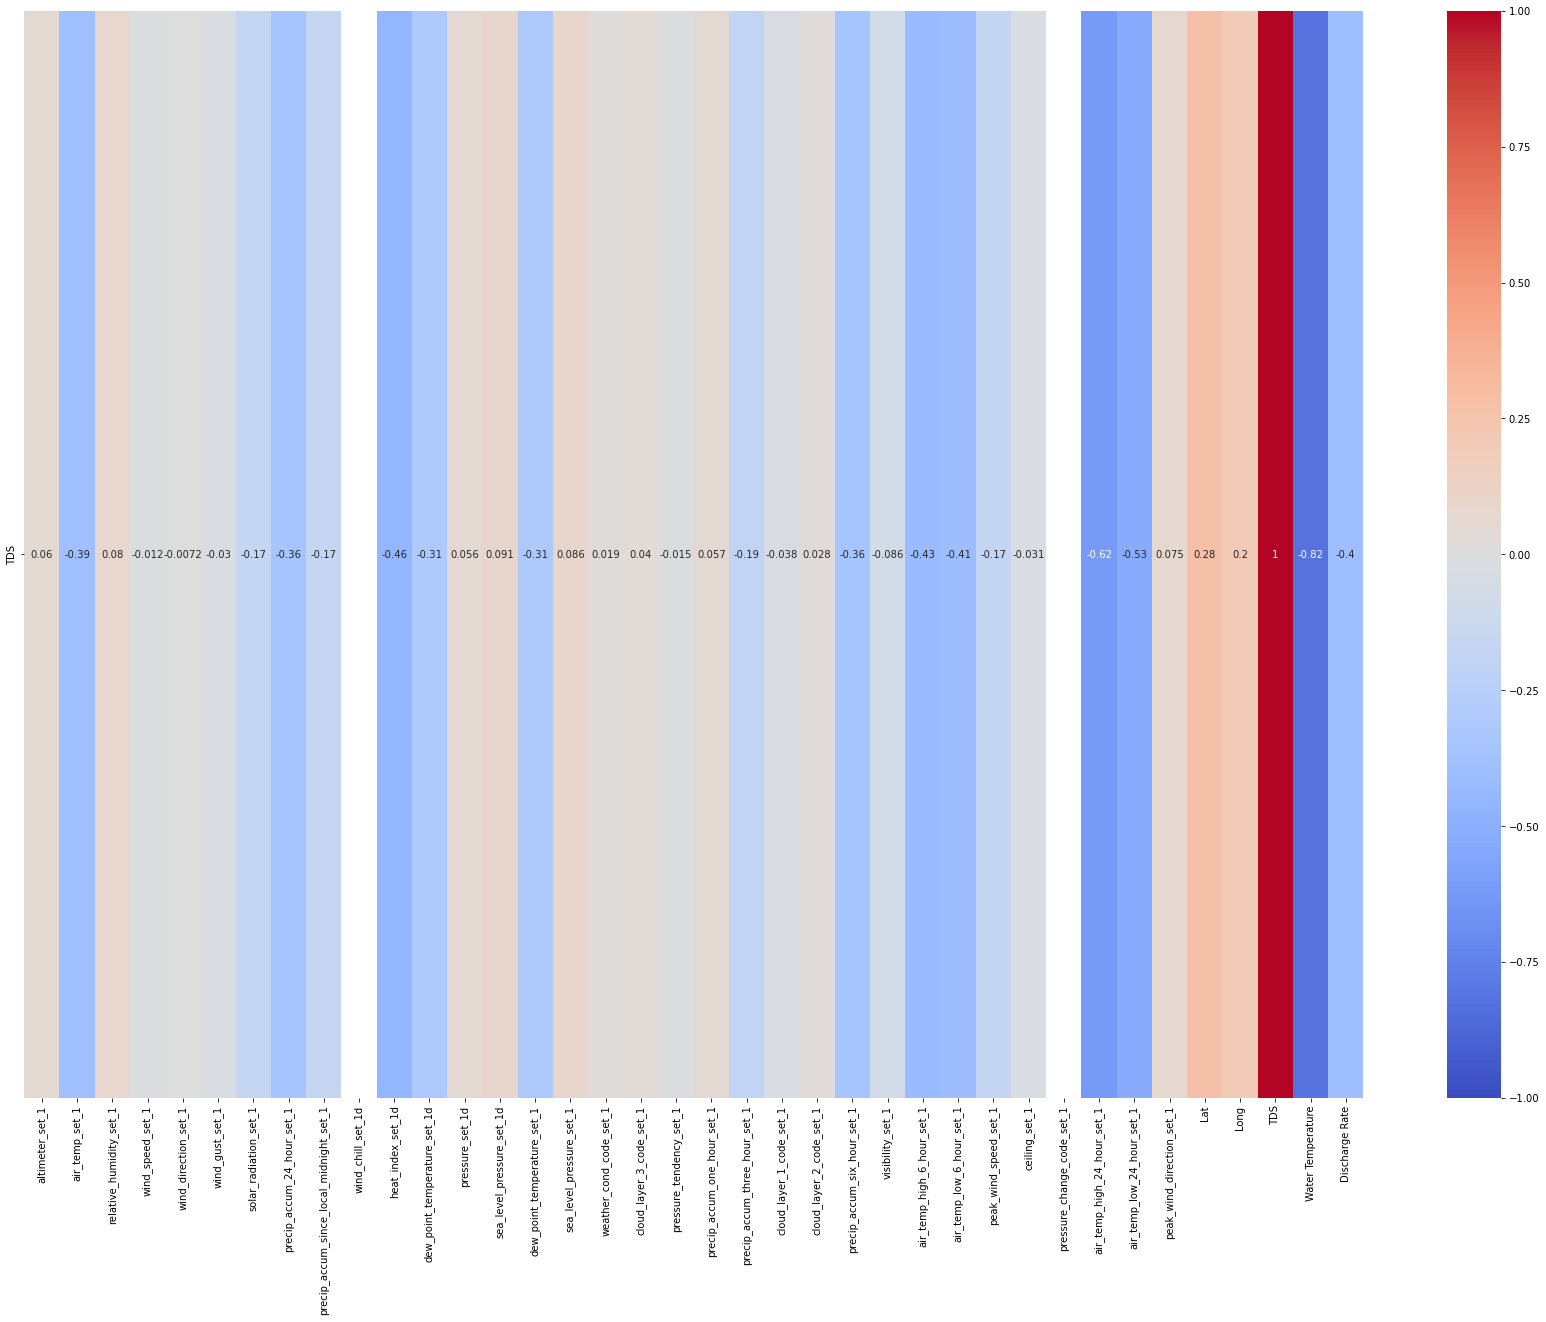 TDS
0.06 -0.39 0.08 -0.012 -0.0072 -0.03 -0.17 -0.36 -0.17 -0.46 -0.31 0.056 0.091 -0.31 0.086 0.019 0.04 -0.015 0.057 -0.19 -0.038 0.028 -0.36 -0.086 -0.43 -0.41 -0.17 -0.031 -0.62 -0.53 0.075 0.28 0.2 1 -0.82 -0.4
altimeter_set_1
air_temp_set_1
relative_humidity_set_1
wind_speed_set_1
wind_direction_set_1
wind_gust_set_1
solar_radiation_set_1
precip_accum_24_hour_set_1
precip_accum_since_local_midnight_set_1
wind_chill_set_1d
heat_index_set_1d
dew_point_temperature_set_1d
pressure_set_1d
sea_level_pressure_set_1d
dew_point_temperature_set_1
sea_level_pressure_set_1
weather_cond_code_set_1
cloud_layer_3_code_set_1
pressure_tendency_set_1
precip_accum_one_hour_set_1
precip_accum_three_hour_set_1
cloud_layer_1_code_set_1
cloud_layer_2_code_set_1
precip_accum_six_hour_set_1
visibility_set_1
air_temp_high_6_hour_set_1
air_temp_low_6_hour_set_1
peak_wind_speed_set_1
ceiling_set_1
pressure_change_code_set_1
air_temp_high_24_hour_set_1
air_temp_low_24_hour_set_1
peak_wind_direction_set_1
Lat
Long
TDS
Water Temperature
Discharge Rate
1.00
0.75
0.50
0.25
0.00
−0.25
−0.50
−0.75
−1.00